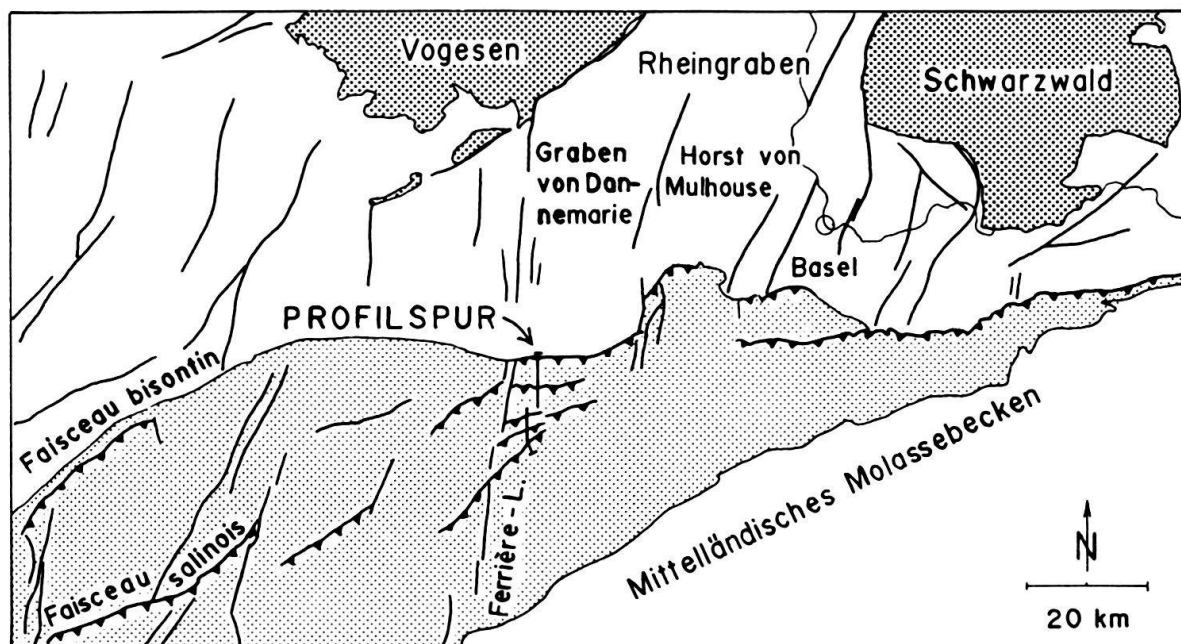 Vogesen
Rheingraben
Schwarzwald
Graben
von Dan-
nemarie
Horst von
Mulhouse
Basel
PROFILSPUR
Faisceau bisontin
Faisceau salinois
Ferrière-L.
Mittelländisches Molassebecken
N
20 km